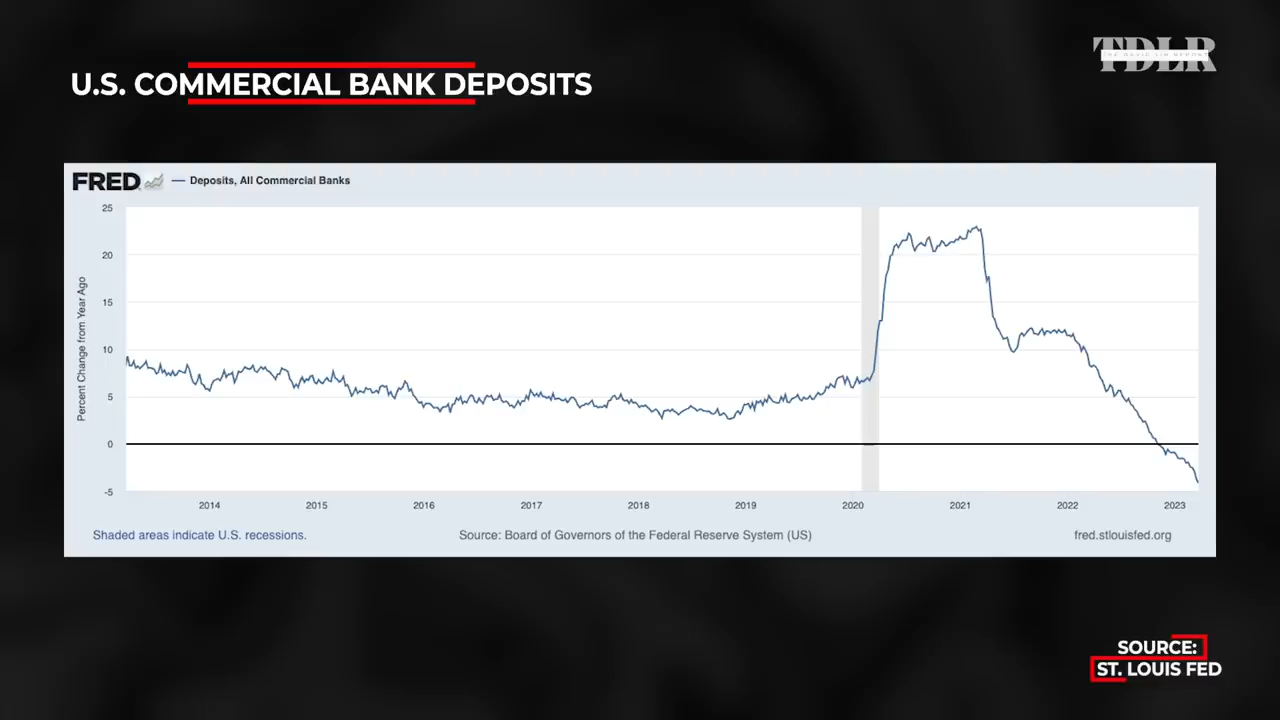 TDLR
U.S. COMMERCIAL BANK DEPOSITS
FRED
Deposits, All Commercial Banks
Percent Change from Year Ago
25
20
15
10
5
0
-5
2014 2015 2016 2017 2018 2019 2020 2021 2022 2023
Shaded areas indicate U.S. recessions.
Source: Board of Governors of the Federal Reserve System (US)
fred.stlouisfed.org
SOURCE:
ST. LOUIS FED